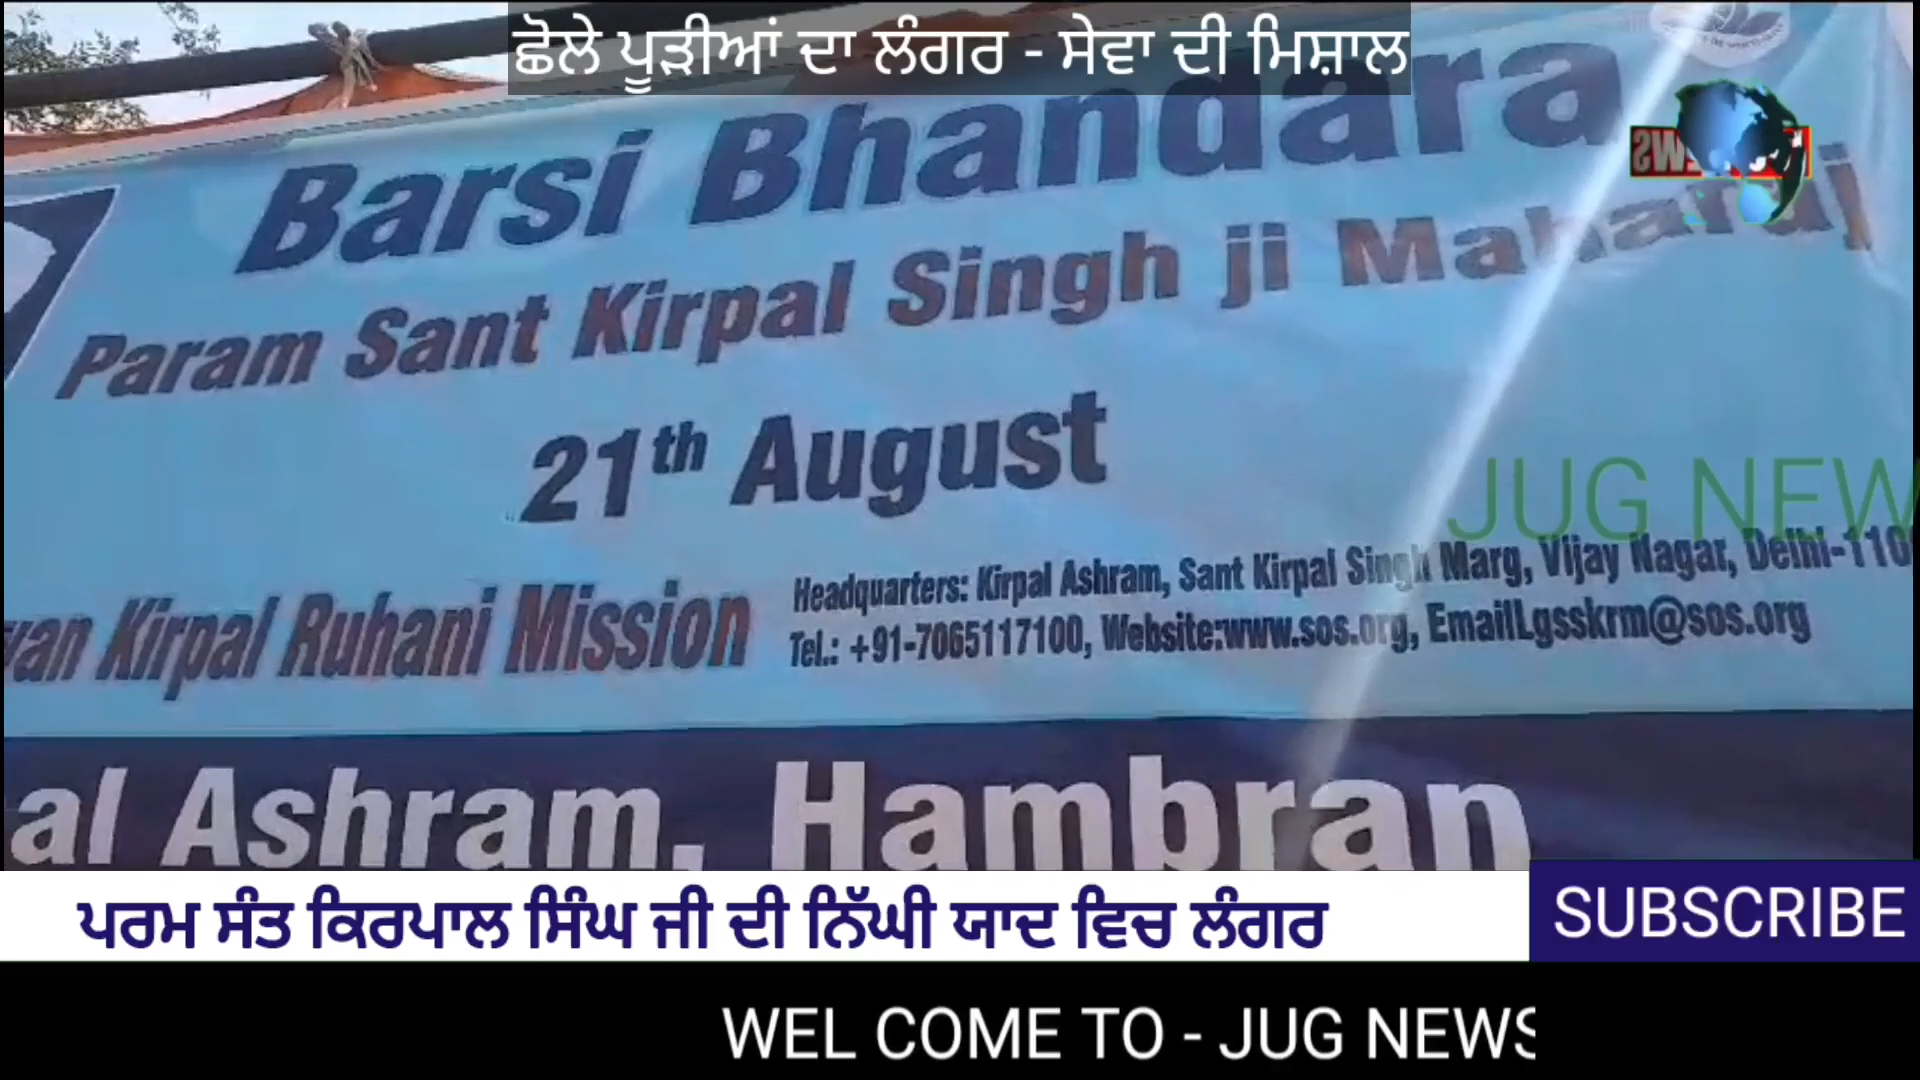 ਛੋਲੇ ਪੂੜੀਆਂ ਦਾ ਲੰਗਰ - ਸੇਵਾ ਦੀ ਮਿਸ਼ਾਲ
Barsi Bhandara
Param Sant Kirpal Singh ji Maharaj
21th August
JUG NEW
Kirpal Ruhani Mission
Headquarters: Kirpal Ashram, Sant Kirpal Singh Marg, Vijay Nagar, Delhi-110
Tel.: +91-7065117100, Website:www.sos.org, EmailLgsskrm@sos.org
al Ashram, Hambran
ਪਰਮ ਸੰਤ ਕਿਰਪਾਲ ਸਿੰਘ ਜੀ ਦੀ ਨਿੱਘੀ ਯਾਦ ਵਿਚ ਲੰਗਰ
SUBSCRIBE
WEL COME TO - JUG NEWS